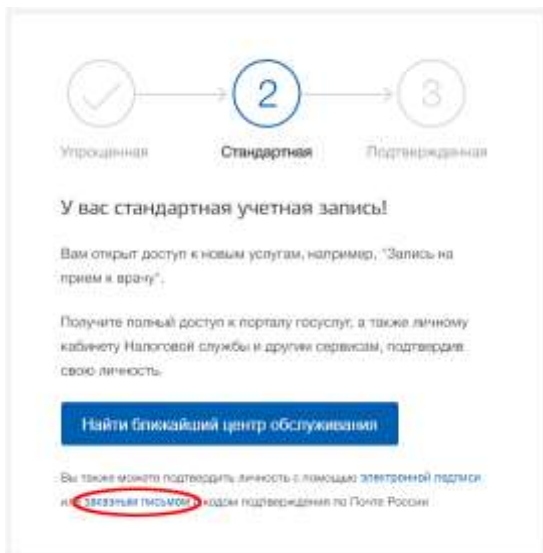 2
3
Упрощенная
Стандартная
Подтвержденная
У вас стандартная учетная запись!
Вам открыт доступ к новым услугам, например, "Запись на
прием к врачу".
Получите полный доступ к порталу госуслуг, а также личному
кабинету Налоговой службы и другим сервисам, подтвердив
свою личность.
Найти ближайший центр обслуживания
Вы также можете подтвердить личность с помощью электронной подписи
или заказным письмом с кодом подтверждения по Почте России